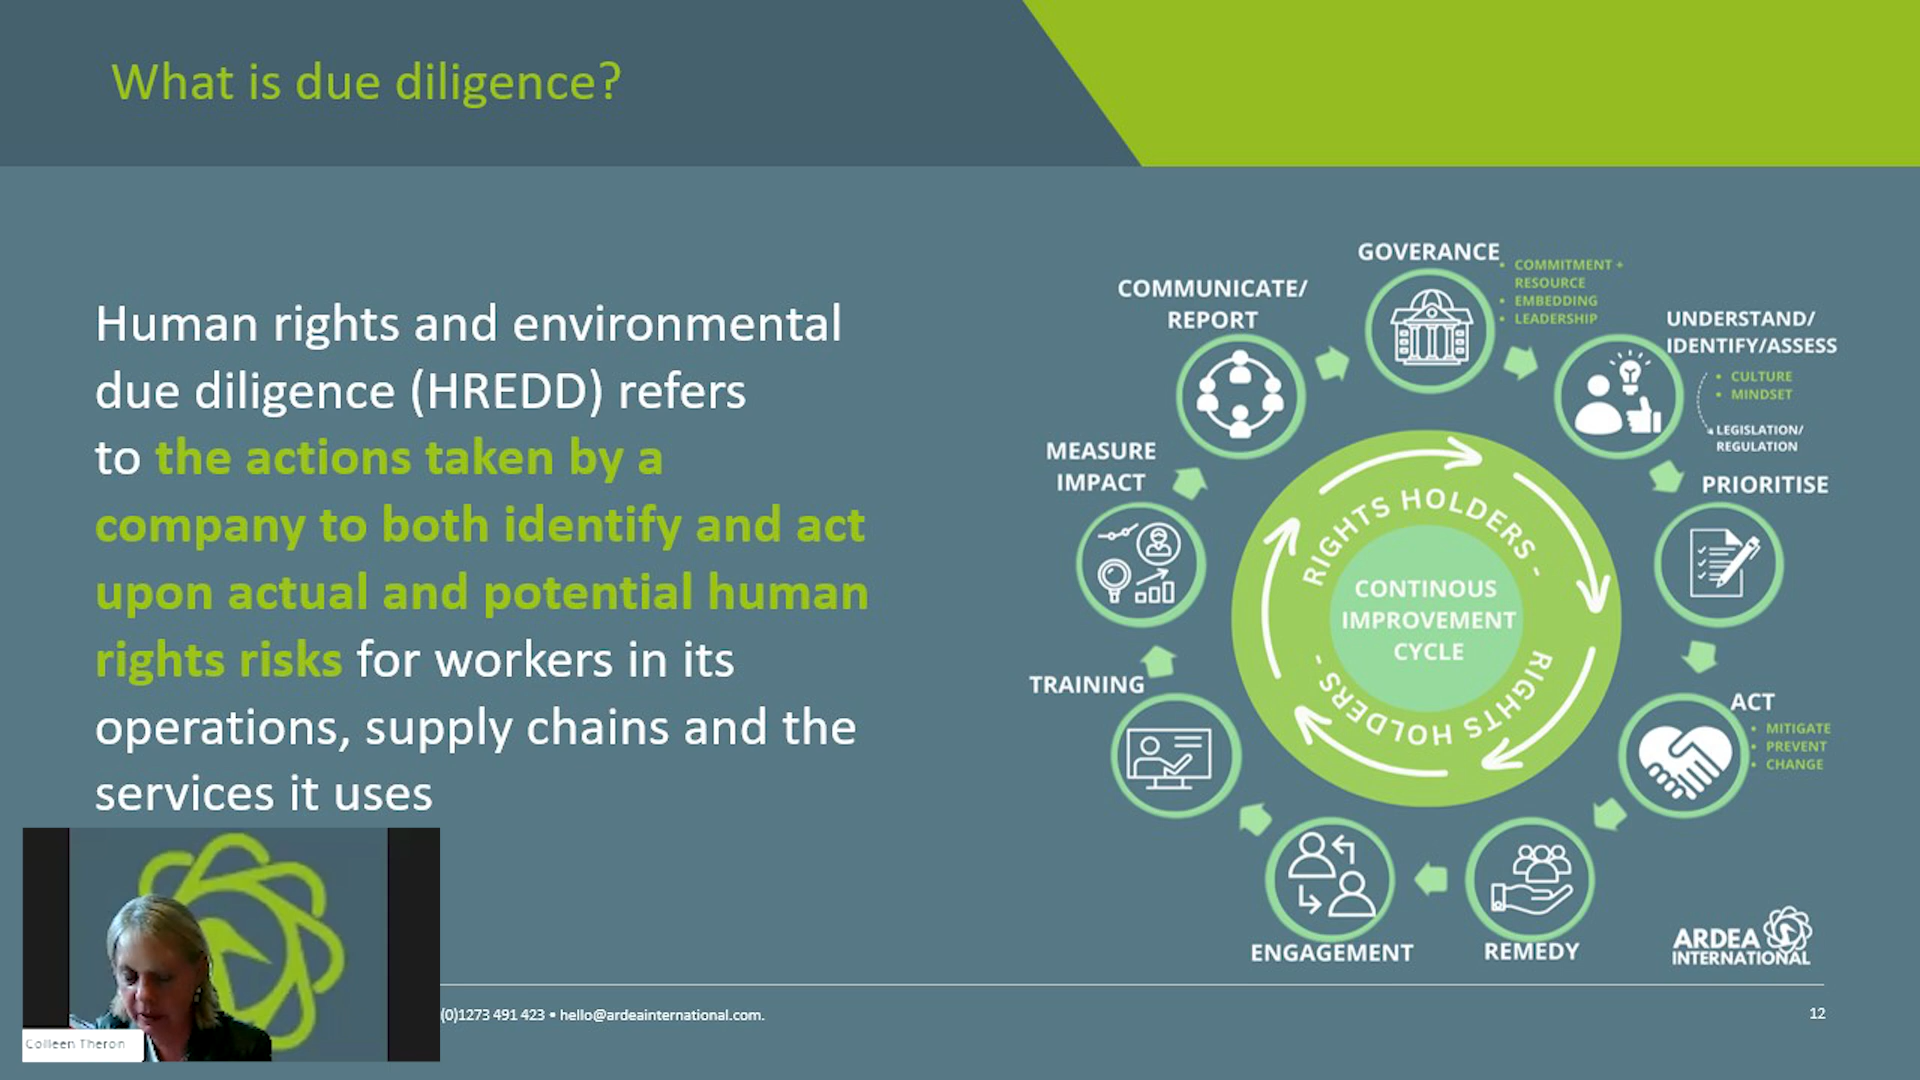 What is due diligence?
Human rights and environmental
due diligence (HREDD) refers
to the actions taken by a
company to both identify and act
upon actual and potential human
rights risks for workers in its
operations, supply chains and the
services it uses
GOVERANCE
• COMMITMENT +
RESOURCE
• EMBEDDING
• LEADERSHIP
UNDERSTAND/
IDENTIFY/ASSESS
• CULTURE
• MINDSET
LEGISLATION/
REGULATION
PRIORITISE
ACT
• MITIGATE
• PREVENT
• CHANGE
REMEDY
ENGAGEMENT
TRAINING
MEASURE
IMPACT
COMMUNICATE/
REPORT
RIGHTS HOLDERS -
RIGHTS HOLDERS -
CONTINOUS
IMPROVEMENT
CYCLE
ARDEA
INTERNATIONAL
(0)1273 491 423 • hello@ardeainternational.com.
12
Colleen Theron